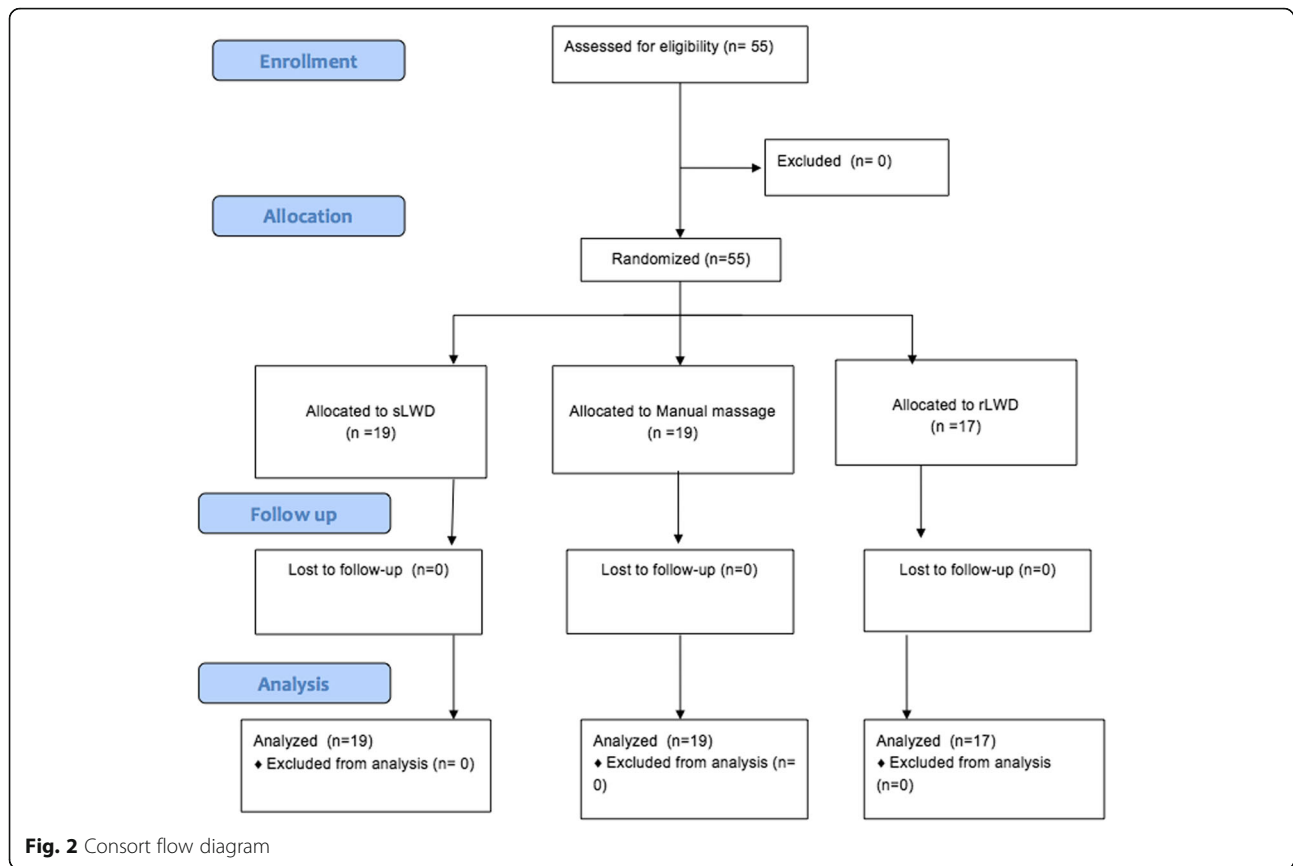 Enrollment
Assessed for eligibility (n= 55)
Excluded (n= 0)
Allocation
Randomized (n=55)
Allocated to sLWD
(n =19)
Allocated to Manual massage
(n =19)
Allocated to rLWD
(n =17)
Follow up
Lost to follow-up (n=0)
Lost to follow-up (n=0)
Lost to follow-up (n=0)
Analysis
Analyzed (n=19)
♦ Excluded from analysis (n= 0)
Analyzed (n=19)
♦ Excluded from analysis (n=
0)
Analyzed (n=17)
♦ Excluded from analysis
(n=0)
Fig. 2 Consort flow diagram